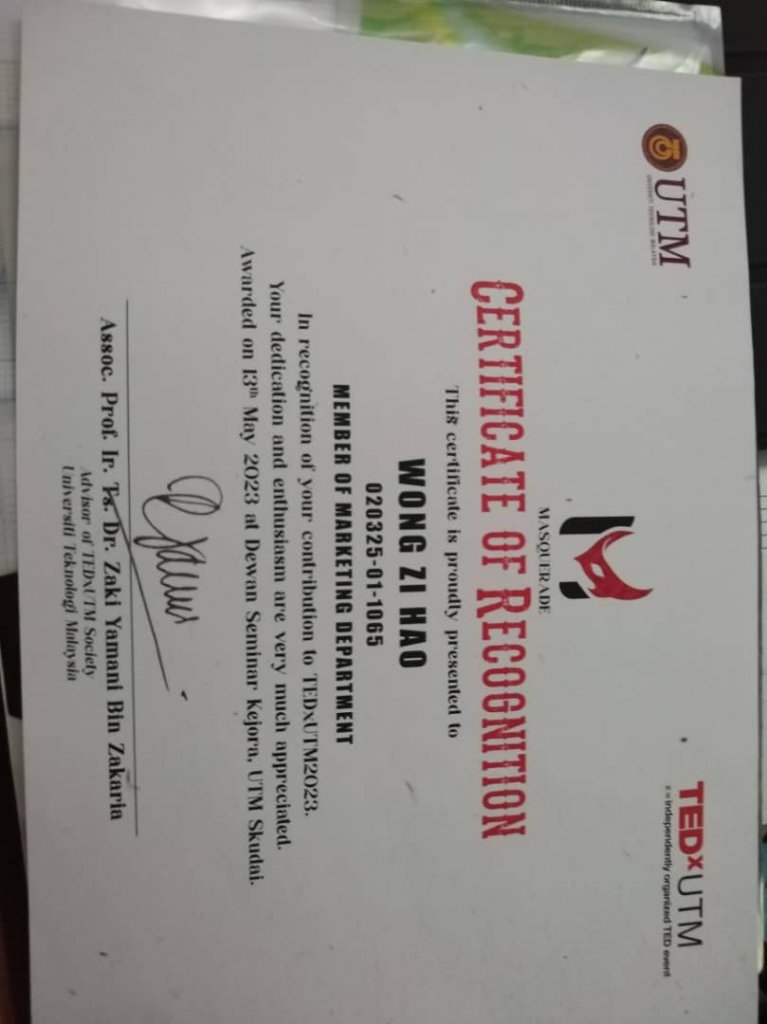 UTM
UNIVERSITI TEKNOLOGI MALAYSIA
TEDxUTM
x = independently organized TED event
MASQUERADE
CERTIFICATE OF RECOGNITION
This certificate is proudly presented to
WONG ZI HAO
020325-01-1065
MEMBER OF MARKETING DEPARTMENT
In recognition of your contribution to TEDxUTM2023.
Your dedication and enthusiasm are very much appreciated.
Awarded on 13th May 2023 at Dewan Seminar Kejora, UTM Skudai.
Assoc. Prof. Ir. Ts. Dr. Zaki Yamani Bin Zakaria
Advisor of TEDxUTM Society
Universiti Teknologi Malaysia